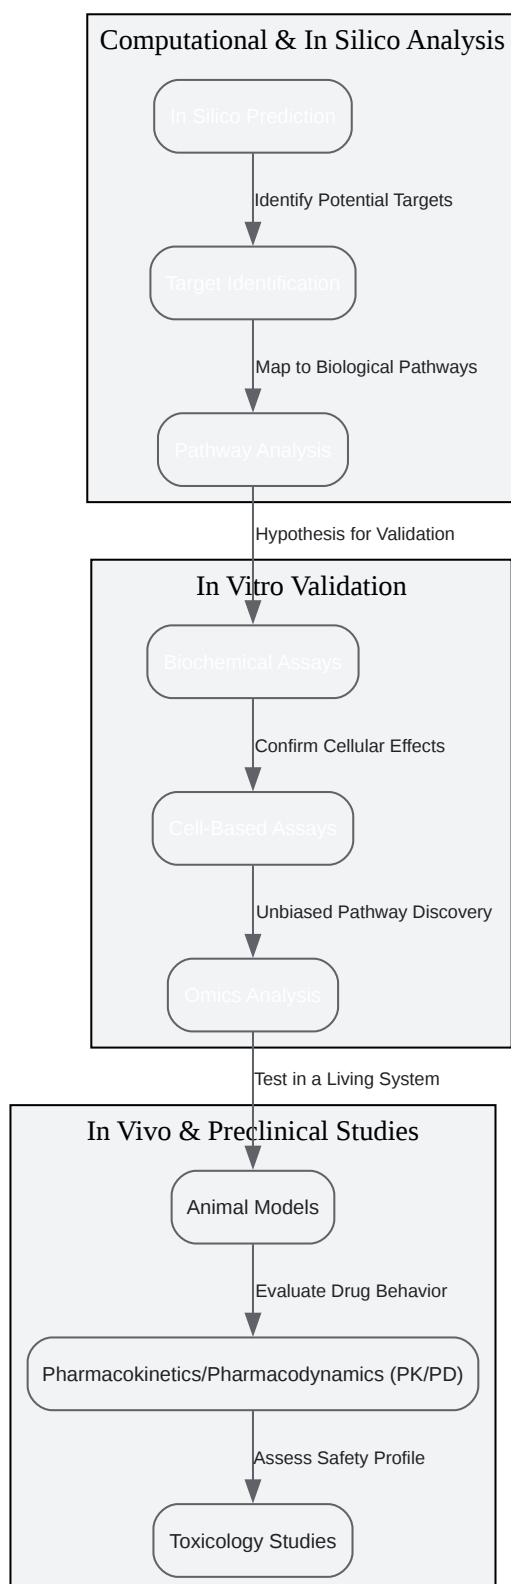 Computational & In Silico Analysis
In Silico Prediction
Identify Potential Targets
Target Identification
Map to Biological Pathways
Pathway Analysis
Hypothesis for Validation
In Vitro Validation
Biochemical Assays
Confirm Cellular Effects
Cell-Based Assays
Unbiased Pathway Discovery
Omics Analysis
Test in a Living System
In Vivo & Preclinical Studies
Animal Models
Evaluate Drug Behavior
Pharmacokinetics/Pharmacodynamics (PK/PD)
Assess Safety Profile
Toxicology Studies